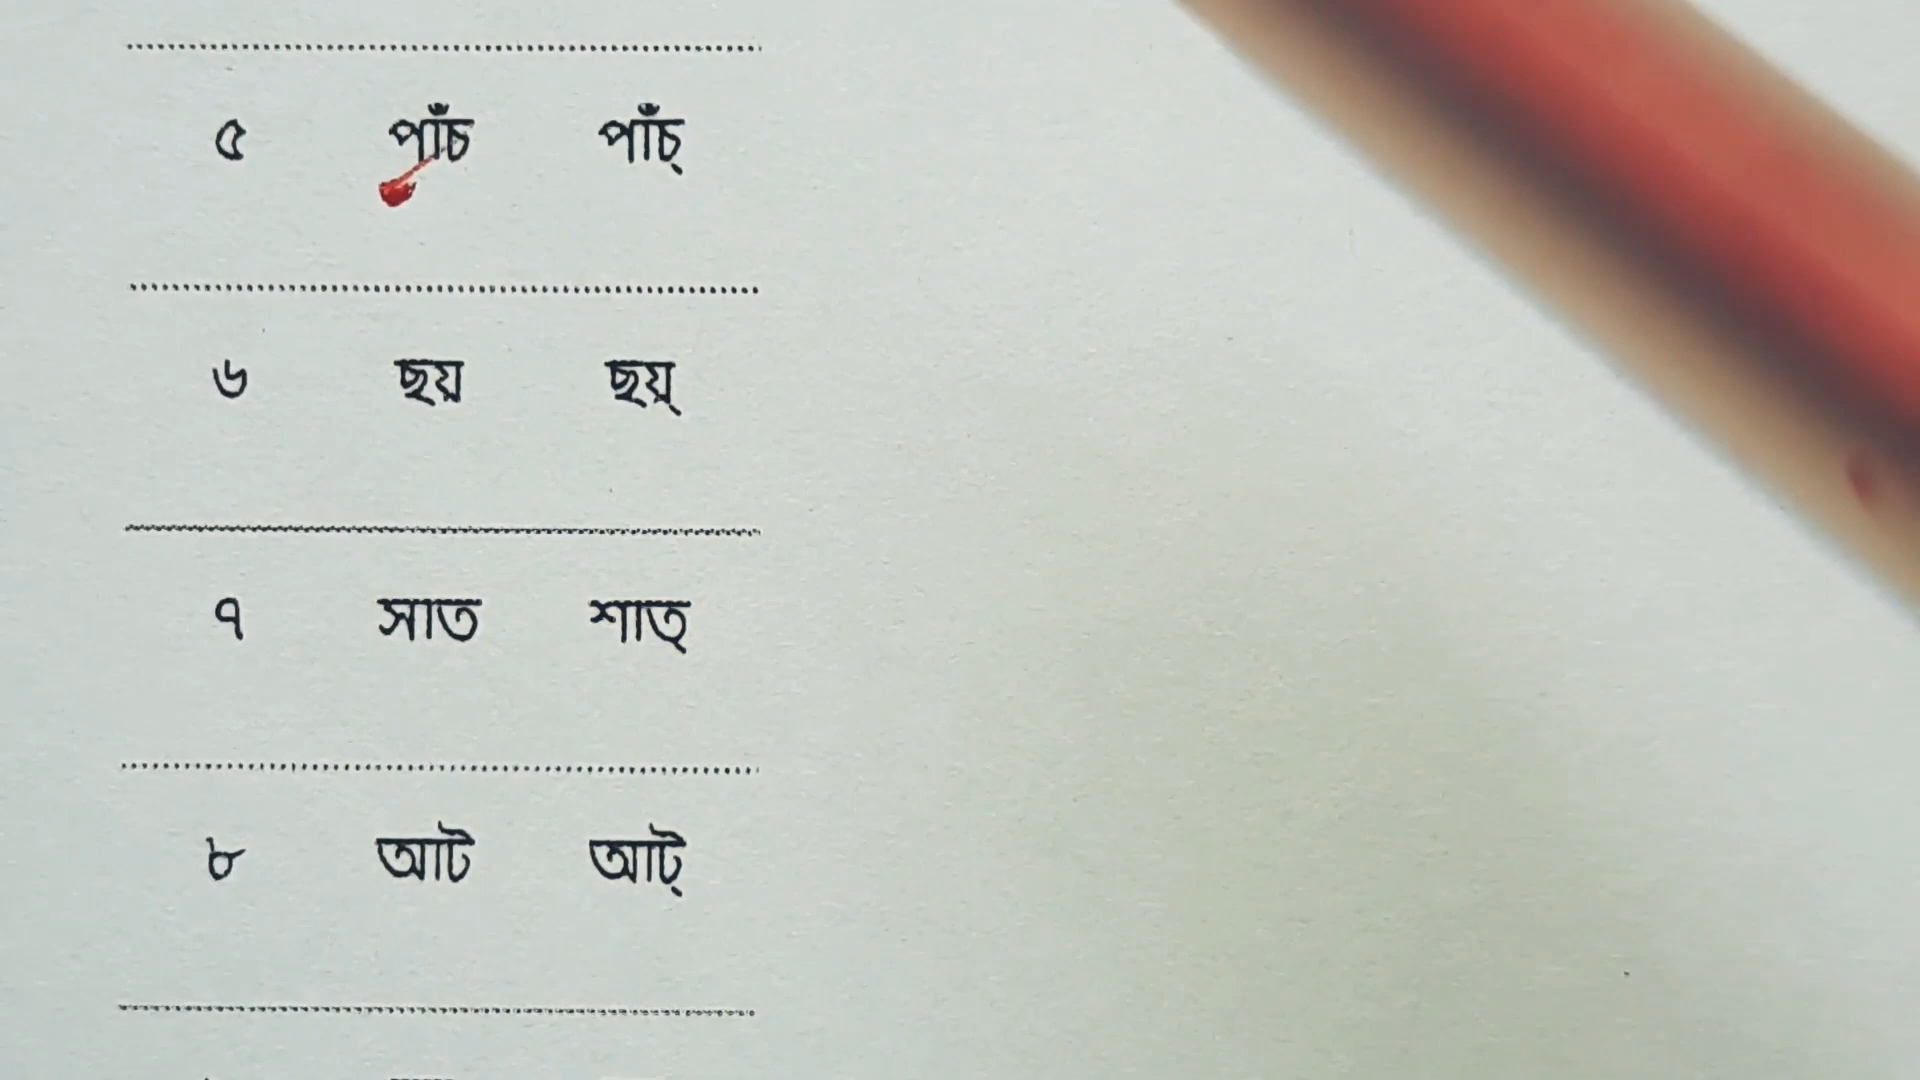 ৫ পাঁচ পাঁচ্
৬ ছয় ছয়্
৭ সাত শাত্
৮ আট আট্